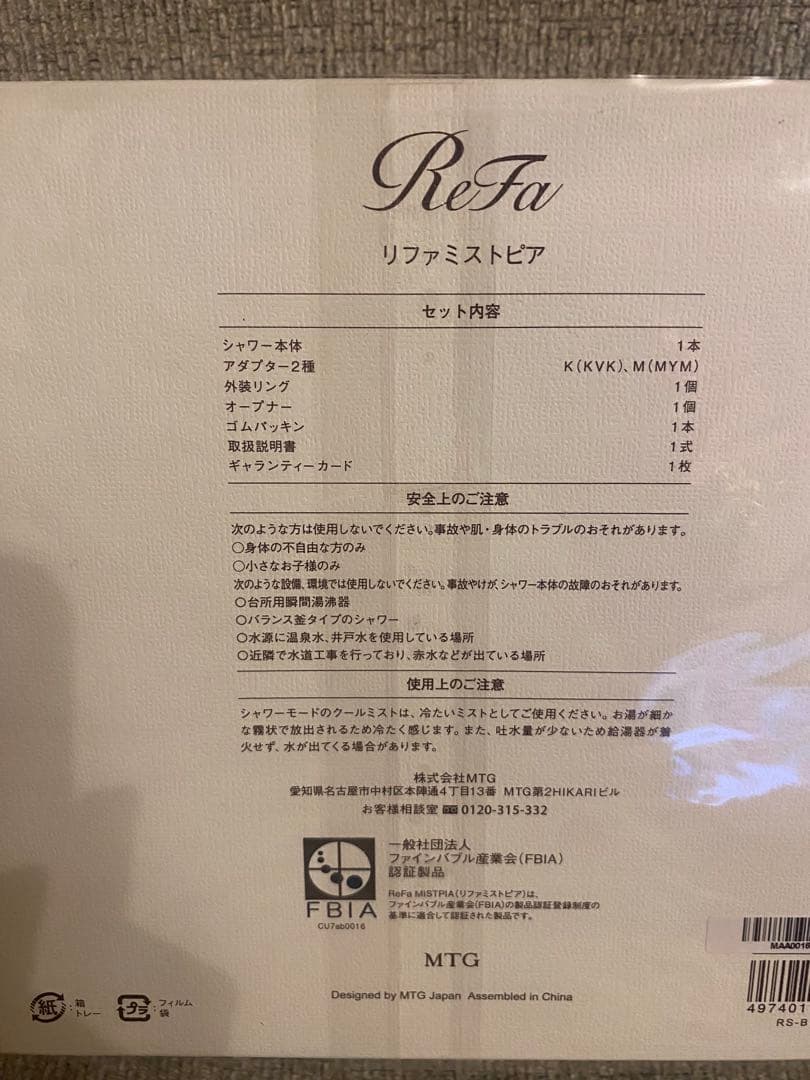 ReFa
リファミストピア
セット内容
シャワー本体 1本
アダプター2種 K(KVK)、M(MYM)
外装リング 1個
オープナー 1個
ゴムパッキン 1本
取扱説明書 1式
ギャランティーカード 1枚
安全上のご注意
次のような方は使用しないでください。事故や肌・身体のトラブルのおそれがあります。
○身体の不自由な方のみ
○小さなお子様のみ
次のような設備、環境では使用しないでください。事故やけが、シャワー本体の故障のおそれがあります。
○台所用瞬間湯沸器
○バランス釜タイプのシャワー
○水源に温泉水、井戸水を使用している場所
○近隣で水道工事を行っており、赤水などが出ている場所
使用上のご注意
シャワーモードのクールミストは、冷たいミストとしてご使用ください。お湯が細か
な霧状で放出されるため冷たく感じます。また、吐水量が少ないため給湯器が着
火せず、水が出てくる場合があります。
株式会社MTG
愛知県名古屋市中村区本陣通4丁目13番 MTG第2HIKARIビル
お客様相談室 0120-315-332
一般社団法人
ファインバブル産業会(FBIA)
認証製品
ReFa MISTPIA(リファミストピア)は、
ファインバブル産業会(FBIA)の製品認証登録制度の
基準に適合して認証された製品です。
FBIA
CU7ab0016
MTG
Designed by MTG Japan Assembled in China
紙 : 箱
トレー
プラ : フィルム
袋
MAA0016
497401
RS-B